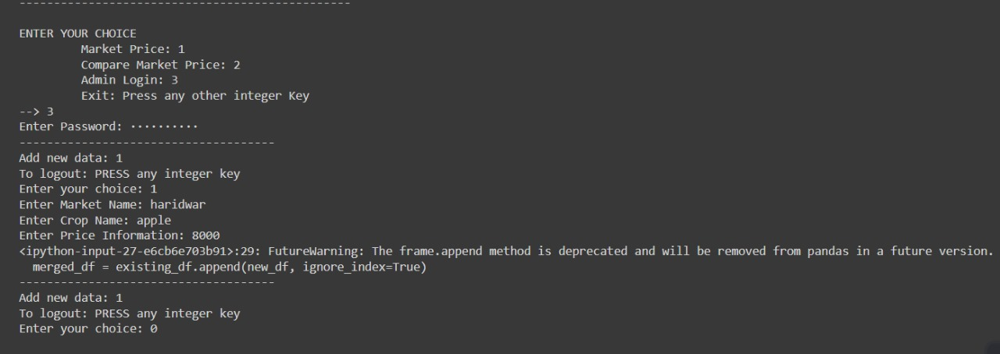 ------------------------------------------------
ENTER YOUR CHOICE
Market Price: 1
Compare Market Price: 2
Admin Login: 3
Exit: Press any other integer Key
--> 3
Enter Password: ··········
-------------------------------------
Add new data: 1
To logout: PRESS any integer key
Enter your choice: 1
Enter Market Name: haridwar
Enter Crop Name: apple
Enter Price Information: 8000
<ipython-input-27-e6cb6e703b91>:29: FutureWarning: The frame.append method is deprecated and will be removed from pandas in a future version.
merged_df = existing_df.append(new_df, ignore_index=True)
-------------------------------------
Add new data: 1
To logout: PRESS any integer key
Enter your choice: 0